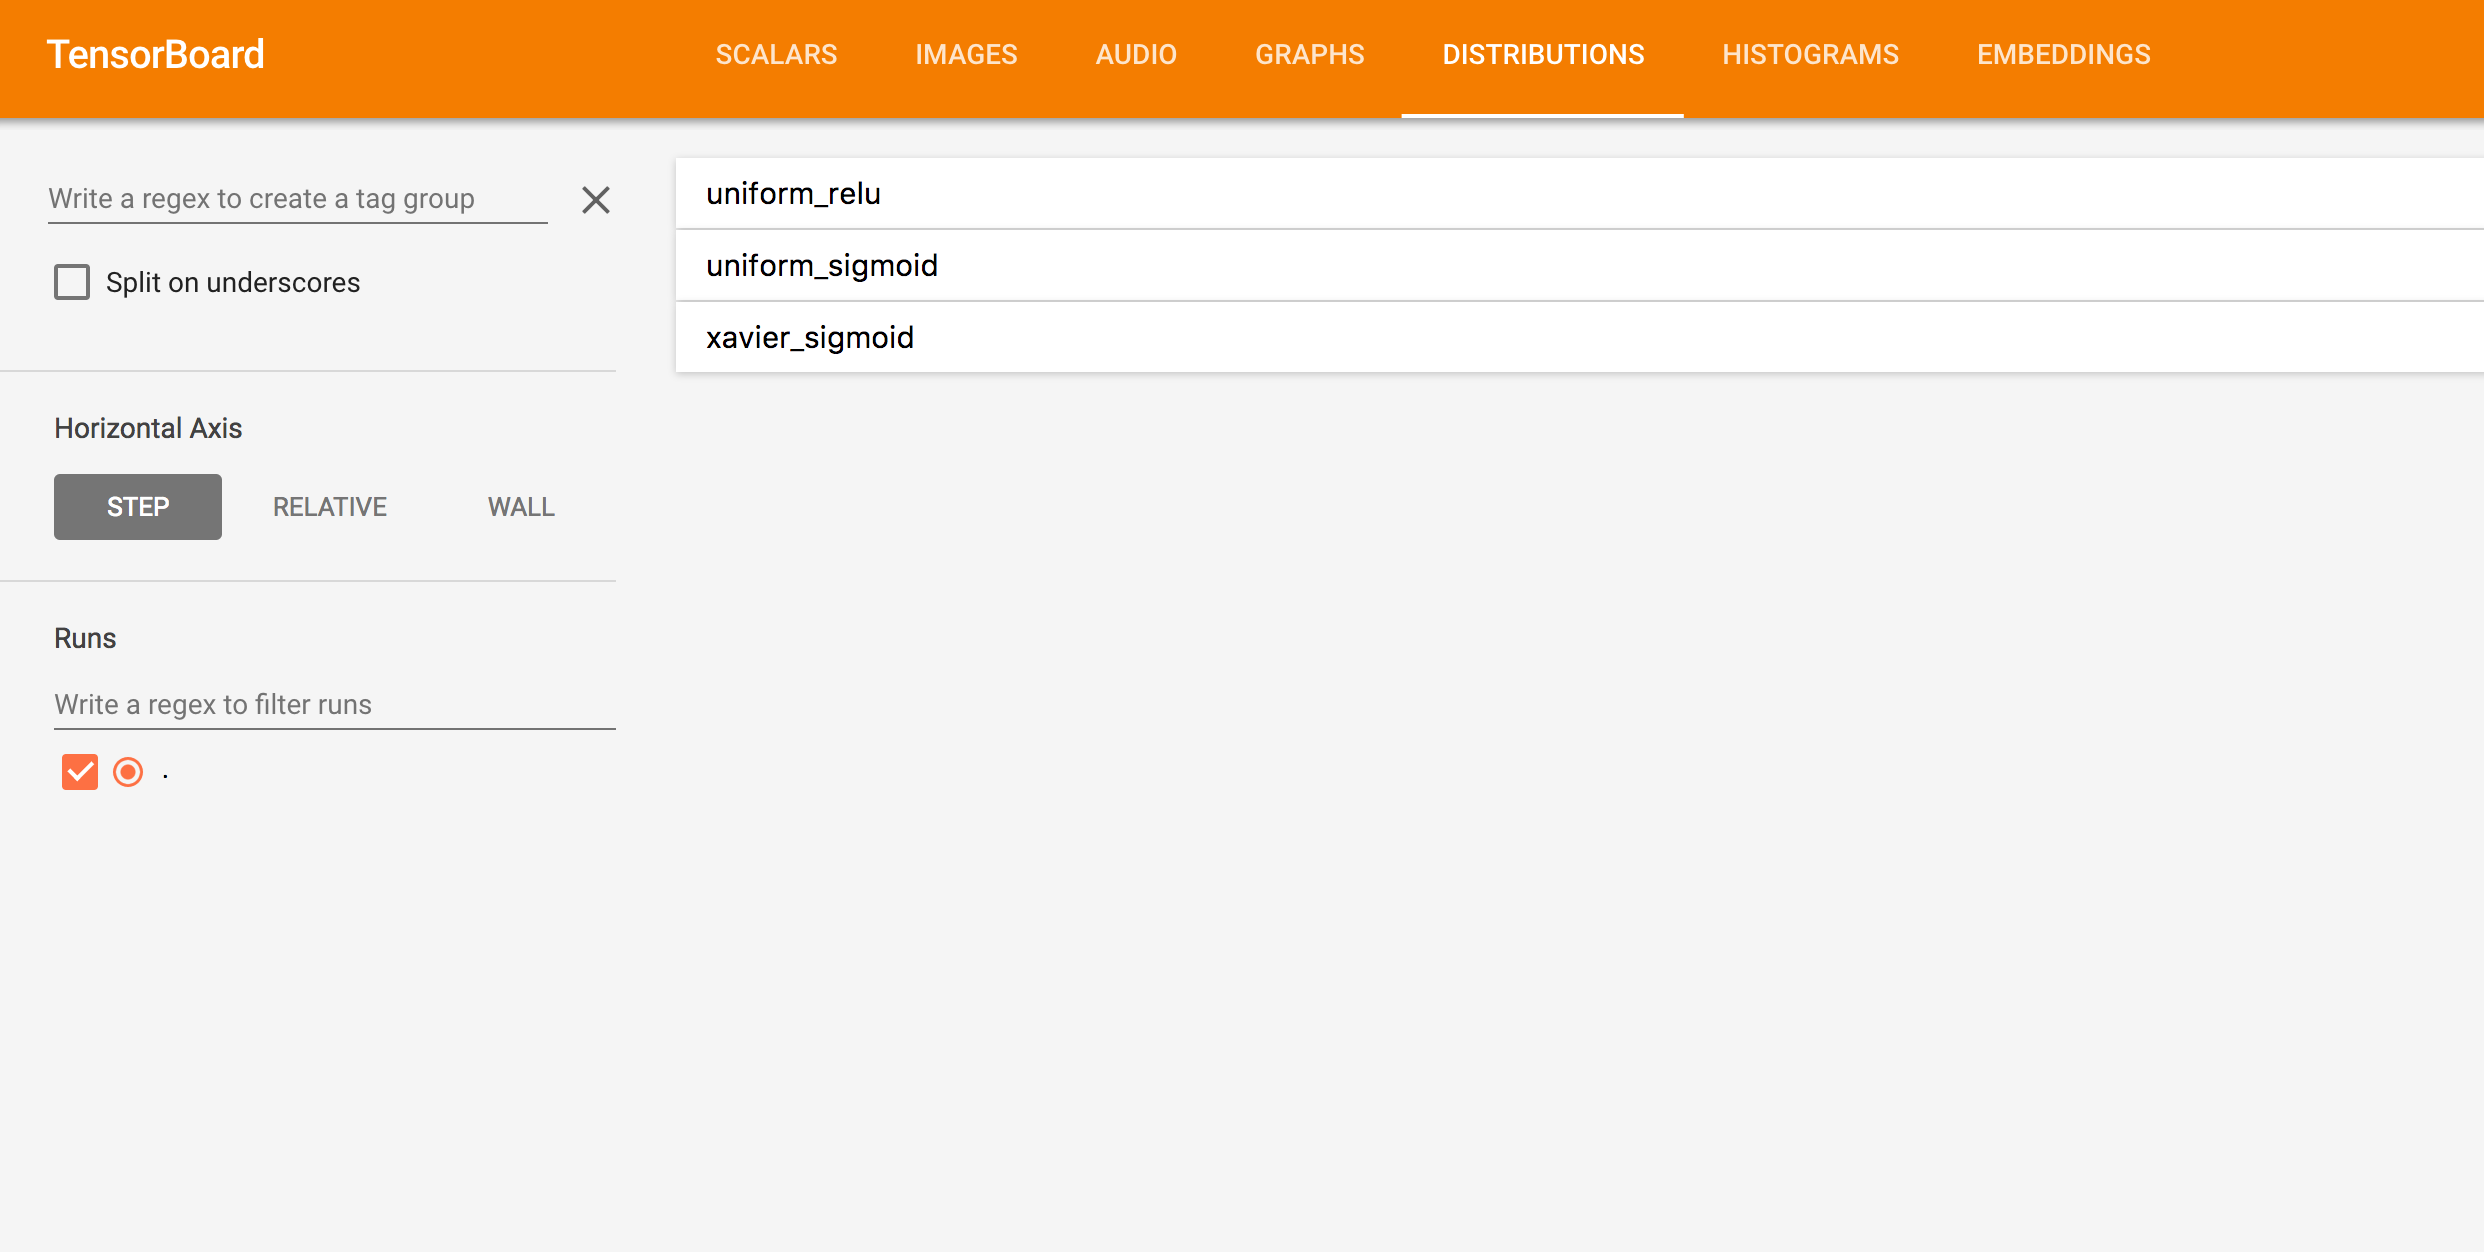 TensorBoard
SCALARS IMAGES AUDIO GRAPHS DISTRIBUTIONS HISTOGRAMS EMBEDDINGS
Write a regex to create a tag group
Split on underscores
Horizontal Axis
STEP RELATIVE WALL
Runs
Write a regex to filter runs
.
uniform_relu
uniform_sigmoid
xavier_sigmoid